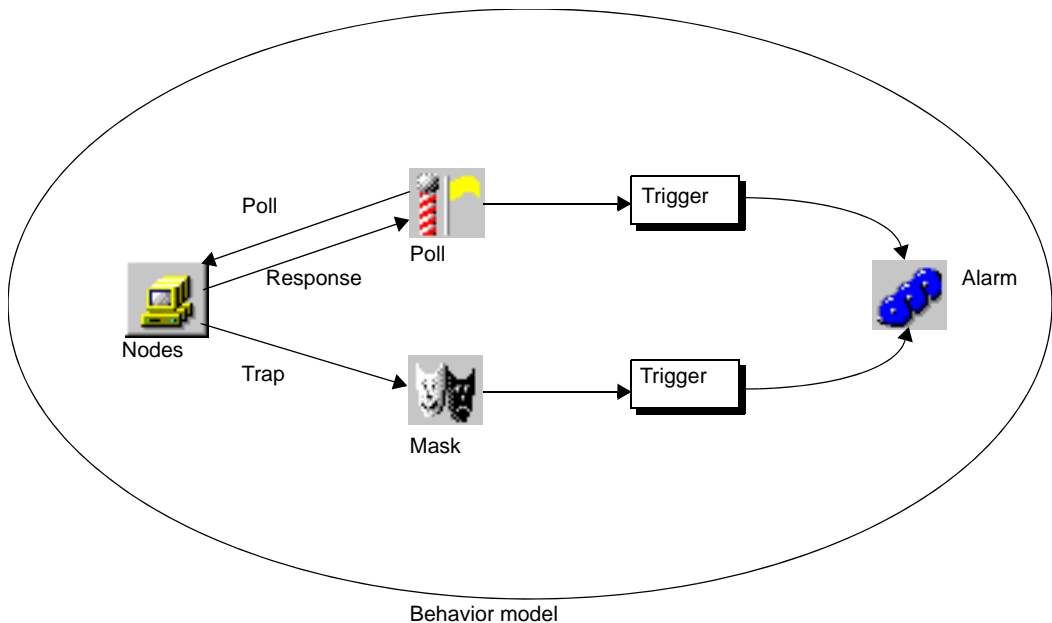 Poll
Trigger
Poll
Response
Alarm
Nodes
Trap
Trigger
Mask
Behavior model